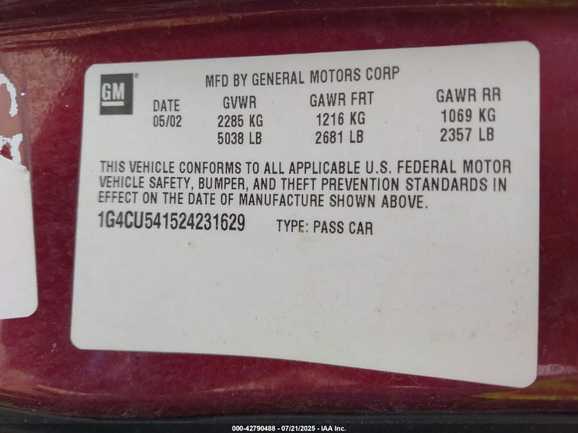 GM
MFD BY GENERAL MOTORS CORP
DATE GVWR GAWR FRT GAWR RR
05/02 2285 KG 1216 KG 1069 KG
5038 LB 2681 LB 2357 LB
THIS VEHICLE CONFORMS TO ALL APPLICABLE U.S. FEDERAL MOTOR
VEHICLE SAFETY, BUMPER, AND THEFT PREVENTION STANDARDS IN
EFFECT ON THE DATE OF MANUFACTURE SHOWN ABOVE.
1G4CU541524231629 TYPE: PASS CAR
000-42790488 - 07/21/2025 - IAA Inc.